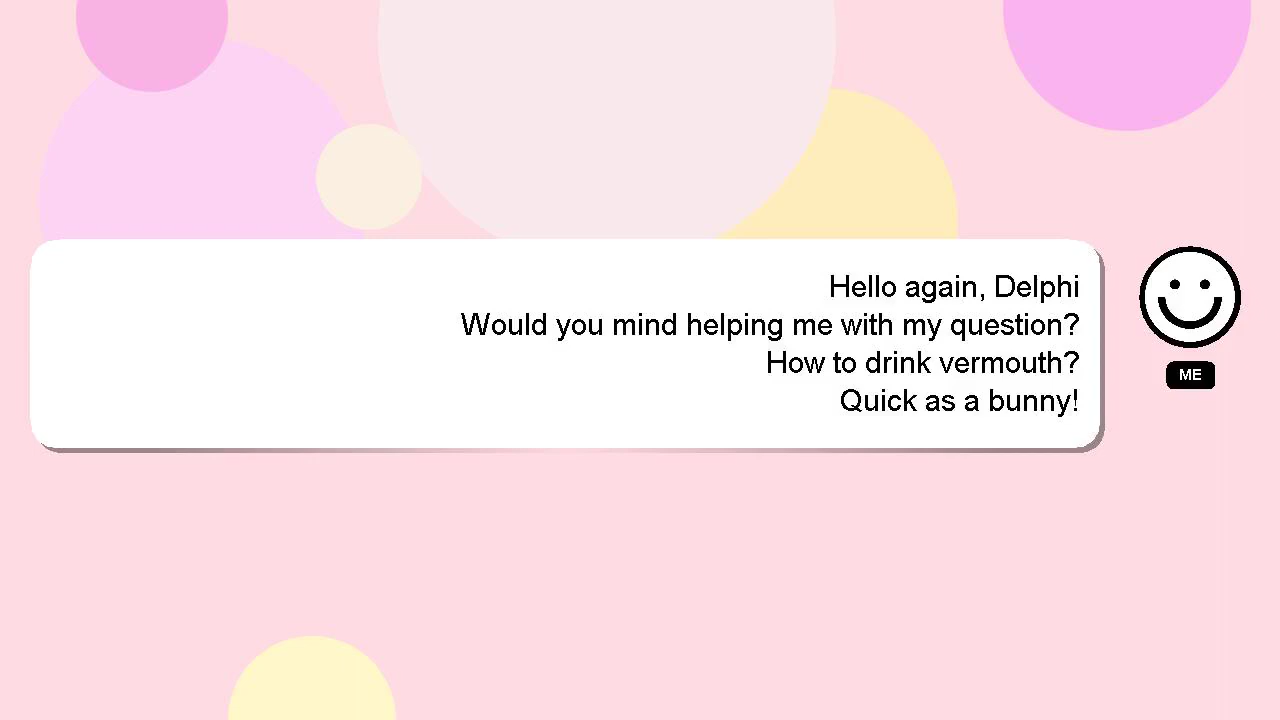 Hello again, Delphi
Would you mind helping me with my question?
How to drink vermouth?
Quick as a bunny!
ME